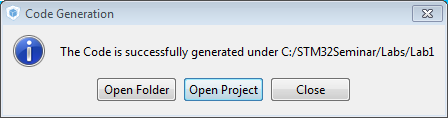 Code Generation
The Code is successfully generated under C:/STM32Seminar/Labs/Lab1
Open Folder Open Project Close